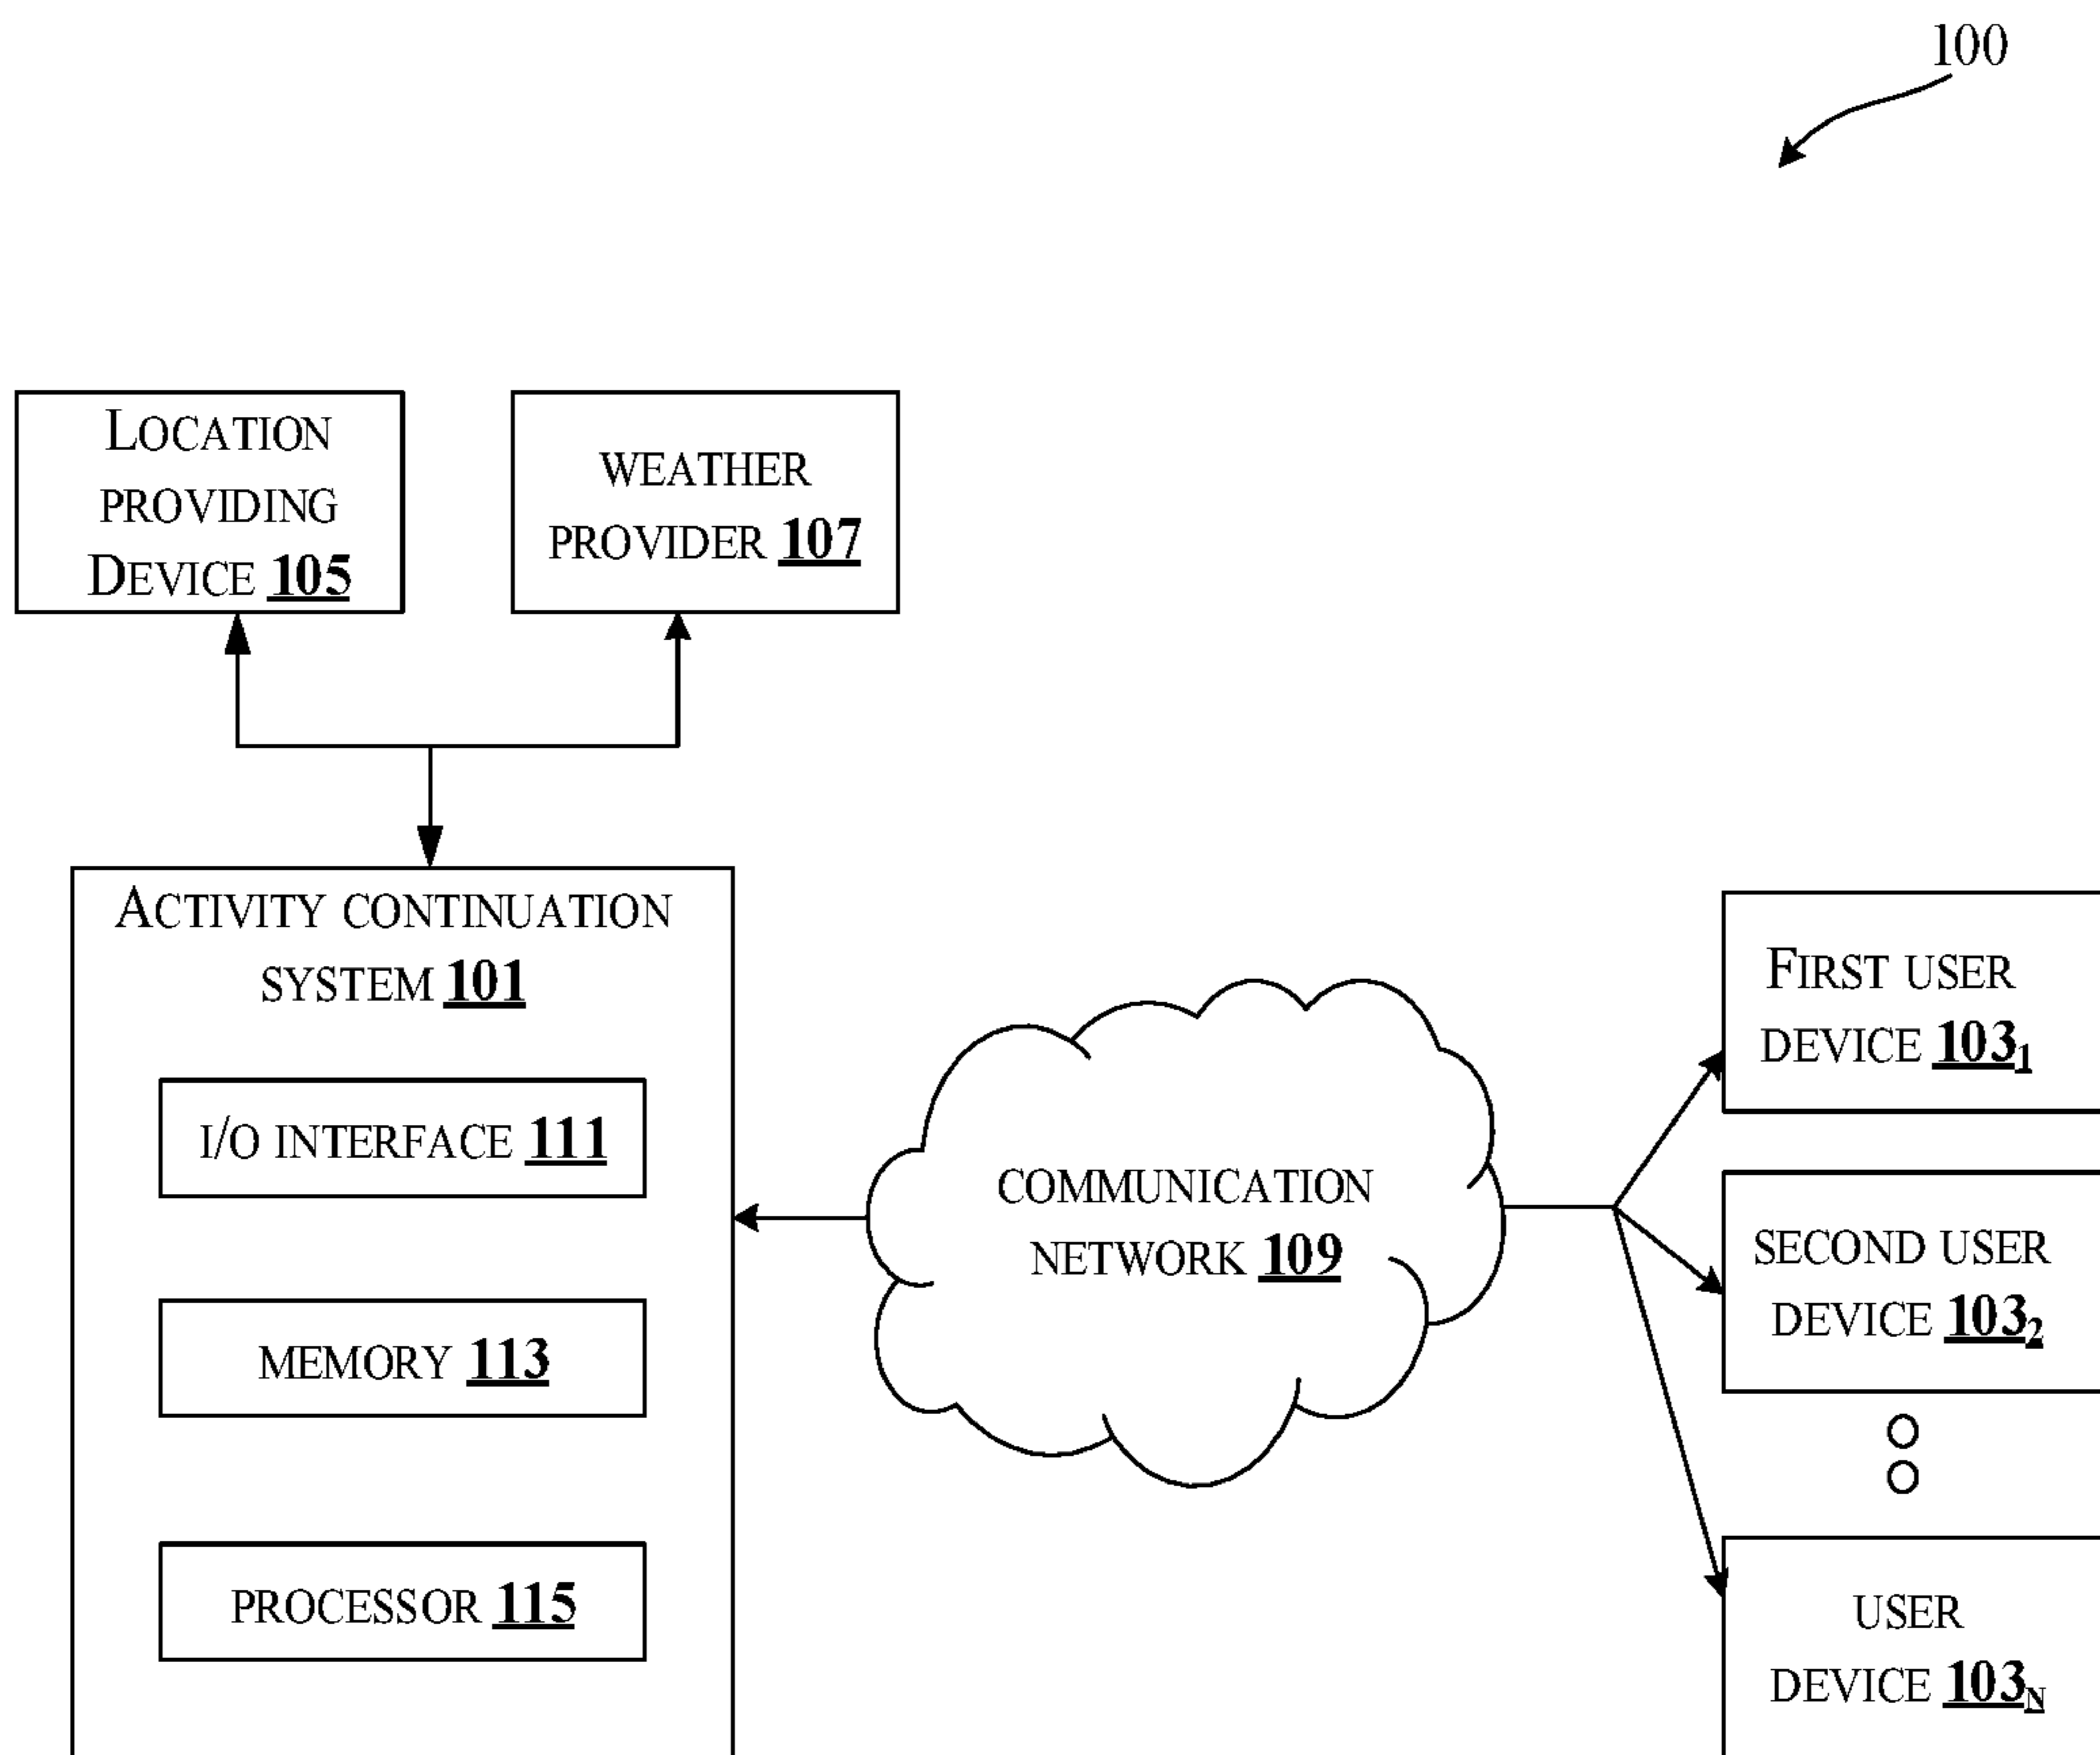 100
LOCATION
PROVIDING
DEVICE 105
WEATHER
PROVIDER 107
ACTIVITY CONTINUATION
SYSTEM 101
I/O INTERFACE 111
MEMORY 113
PROCESSOR 115
COMMUNICATION
NETWORK 109
FIRST USER
DEVICE 103₁
SECOND USER
DEVICE 103₂
USER
DEVICE 103N